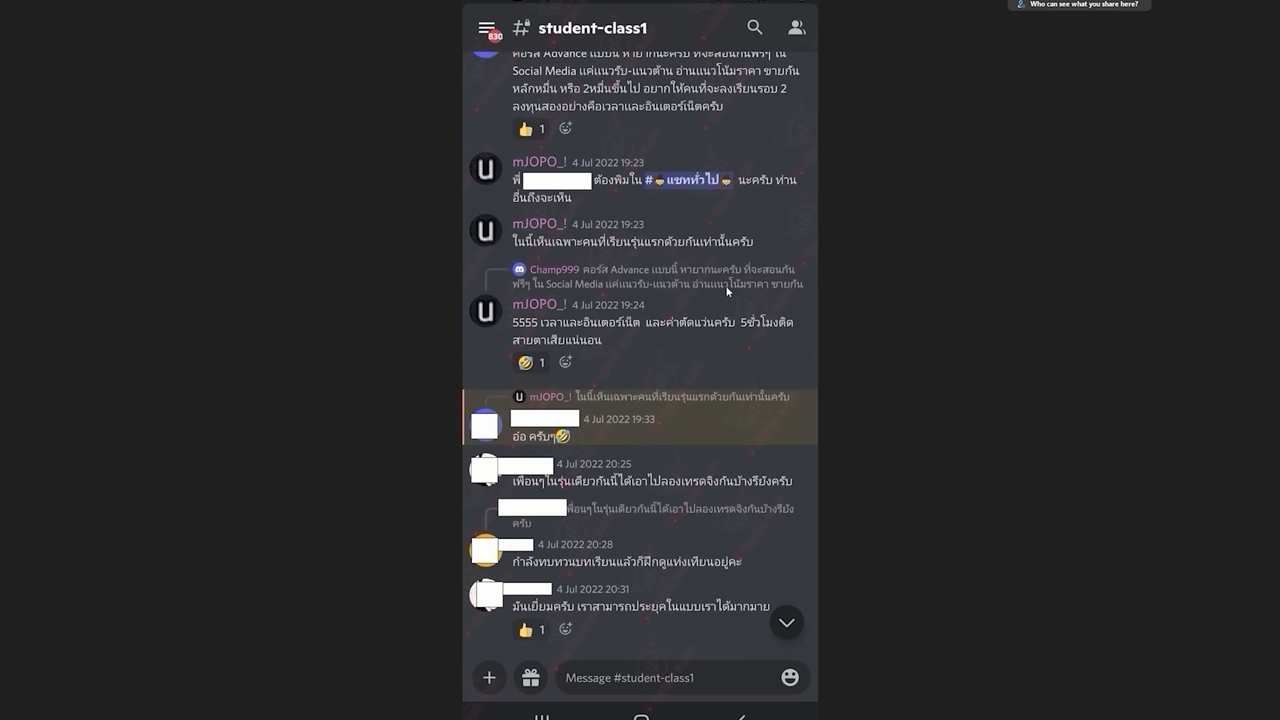 Who can see what you share here?
830
student-class1
คอร์ส Advance แบบนี้ หายากนะครับ ที่จะสอนกันฟรีๆ ใน
Social Media แค่แนวรับ-แนวต้าน อ่านแนวโน้มราคา ขายกัน
หลักหมื่น หรือ 2หมื่นขึ้นไป อยากให้คนที่จะลงเรียนรอบ 2
ลงทุนสองอย่างคือเวลาและอินเตอร์เน็ตครับ
1
mJOPO_! 4 Jul 2022 19:23
พี่ ต้องพิมใน #แชททั่วไป นะครับ ท่าน
อื่นถึงจะเห็น
mJOPO_! 4 Jul 2022 19:23
ในนี้เห็นเฉพาะคนที่เรียนรุ่นแรกด้วยกันเท่านั้นครับ
Champ999 คอร์ส Advance แบบนี้ หายากนะครับ ที่จะสอนกัน
ฟรีๆ ใน Social Media แค่แนวรับ-แนวต้าน อ่านแนวโน้มราคา ขายกัน
mJOPO_! 4 Jul 2022 19:24
5555 เวลาและอินเตอร์เน็ต และค่าตัดแว่นครับ 5ชั่วโมงติด
สายตาเสียแน่นอน
1
mJOPO_! ในนี้เห็นเฉพาะคนที่เรียนรุ่นแรกด้วยกันเท่านั้นครับ
4 Jul 2022 19:33
อ๋อ ครับๆ
4 Jul 2022 20:25
เพื่อนๆในรุ่นเดียวกันนี้ได้เอาไปลองเทรดจิงกันบ้างรึยังครับ
พื่อนๆในรุ่นเดียวกันนี้ได้เอาไปลองเทรดจิงกันบ้างรึยัง
ครับ
4 Jul 2022 20:28
กำลังทบทวนบทเรียนแล้วก็ฝึกดูแท่งเทียนอยู่คะ
4 Jul 2022 20:31
มันเยี่ยมครับ เราสามารถประยุคในแบบเราได้มากมาย
1
Message #student-class1